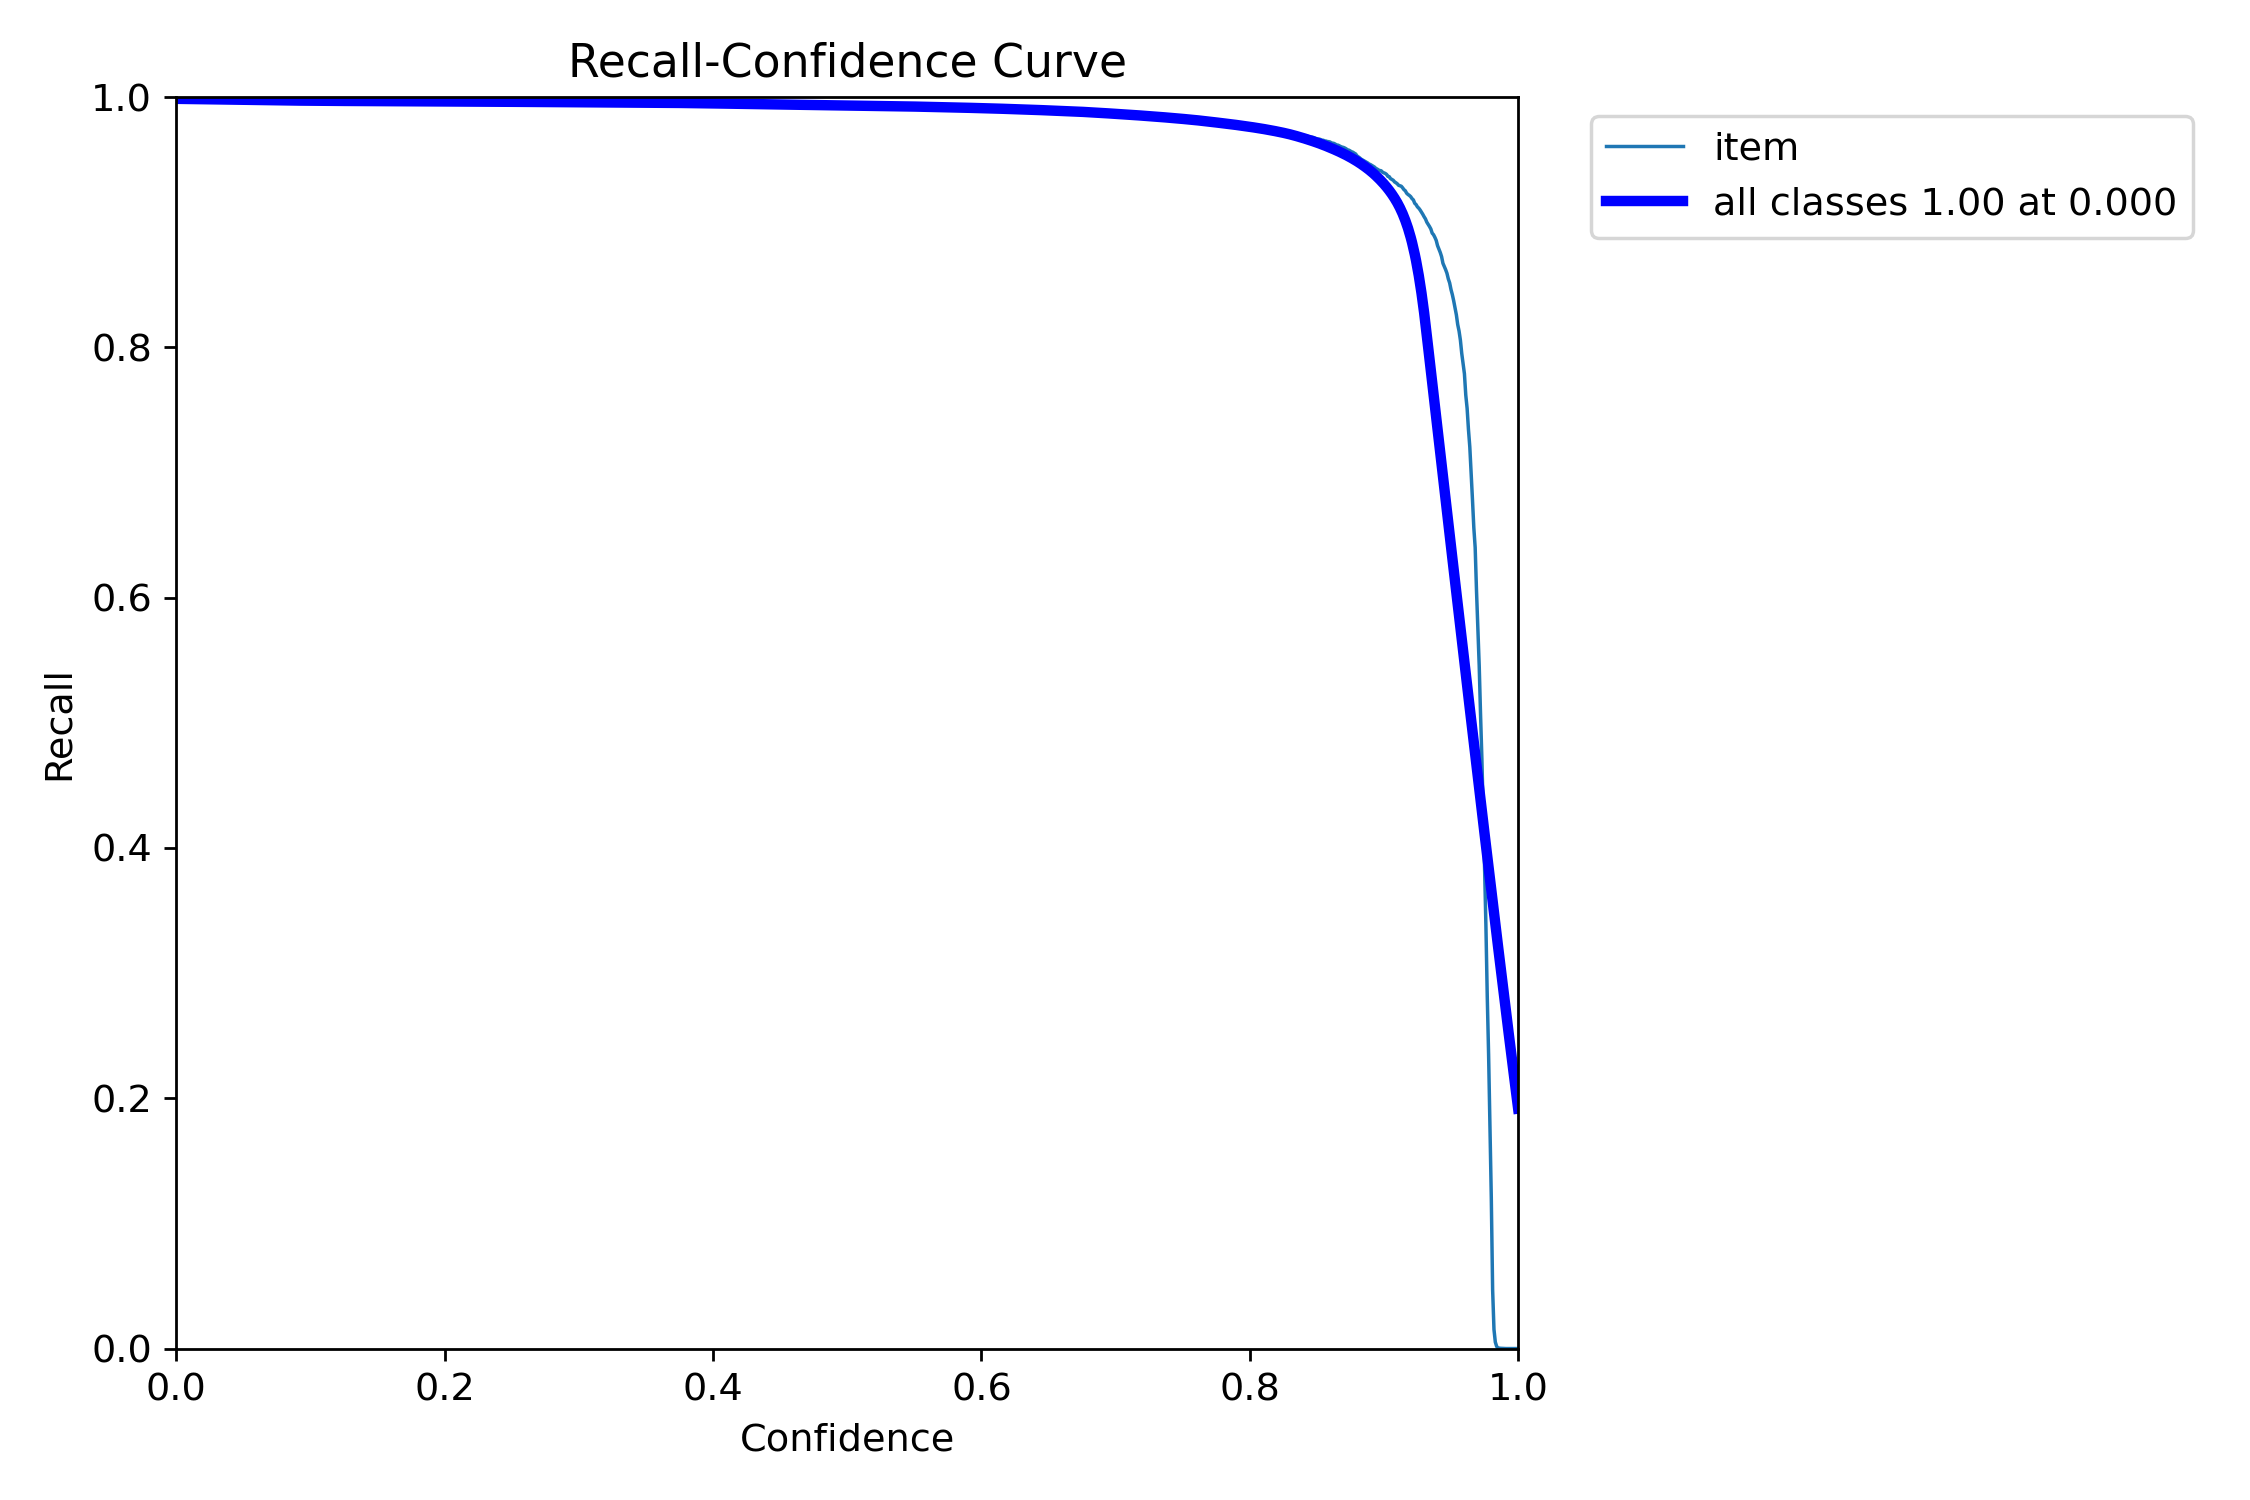 Recall-Confidence Curve
item
all classes 1.00 at 0.000
1.0
0.8
0.6
0.4
0.2
0.0
Recall
0.0 0.2 0.4 0.6 0.8 1.0
Confidence